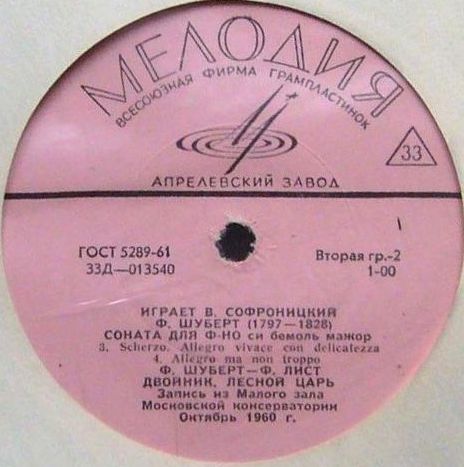 МЕЛОДИЯ
ВСЕСОЮЗНАЯ ФИРМА ГРАМПЛАСТИНОК
33
АПРЕЛЕВСКИЙ ЗАВОД
ГОСТ 5289-61
33Д—013540
Вторая гр.-2
1-00
ИГРАЕТ В. СОФРОНИЦКИЙ
Ф. ШУБЕРТ (1797—1828)
СОНАТА ДЛЯ Ф-НО си бемоль мажор
3. Scherzo. Allegro vivace con delicatezza
4. Allegro ma non troppo
Ф. ШУБЕРТ—Ф. ЛИСТ
ДВОЙНИК, ЛЕСНОЙ ЦАРЬ
Запись из Малого зала
Московской консерватории
Октябрь 1960 г.